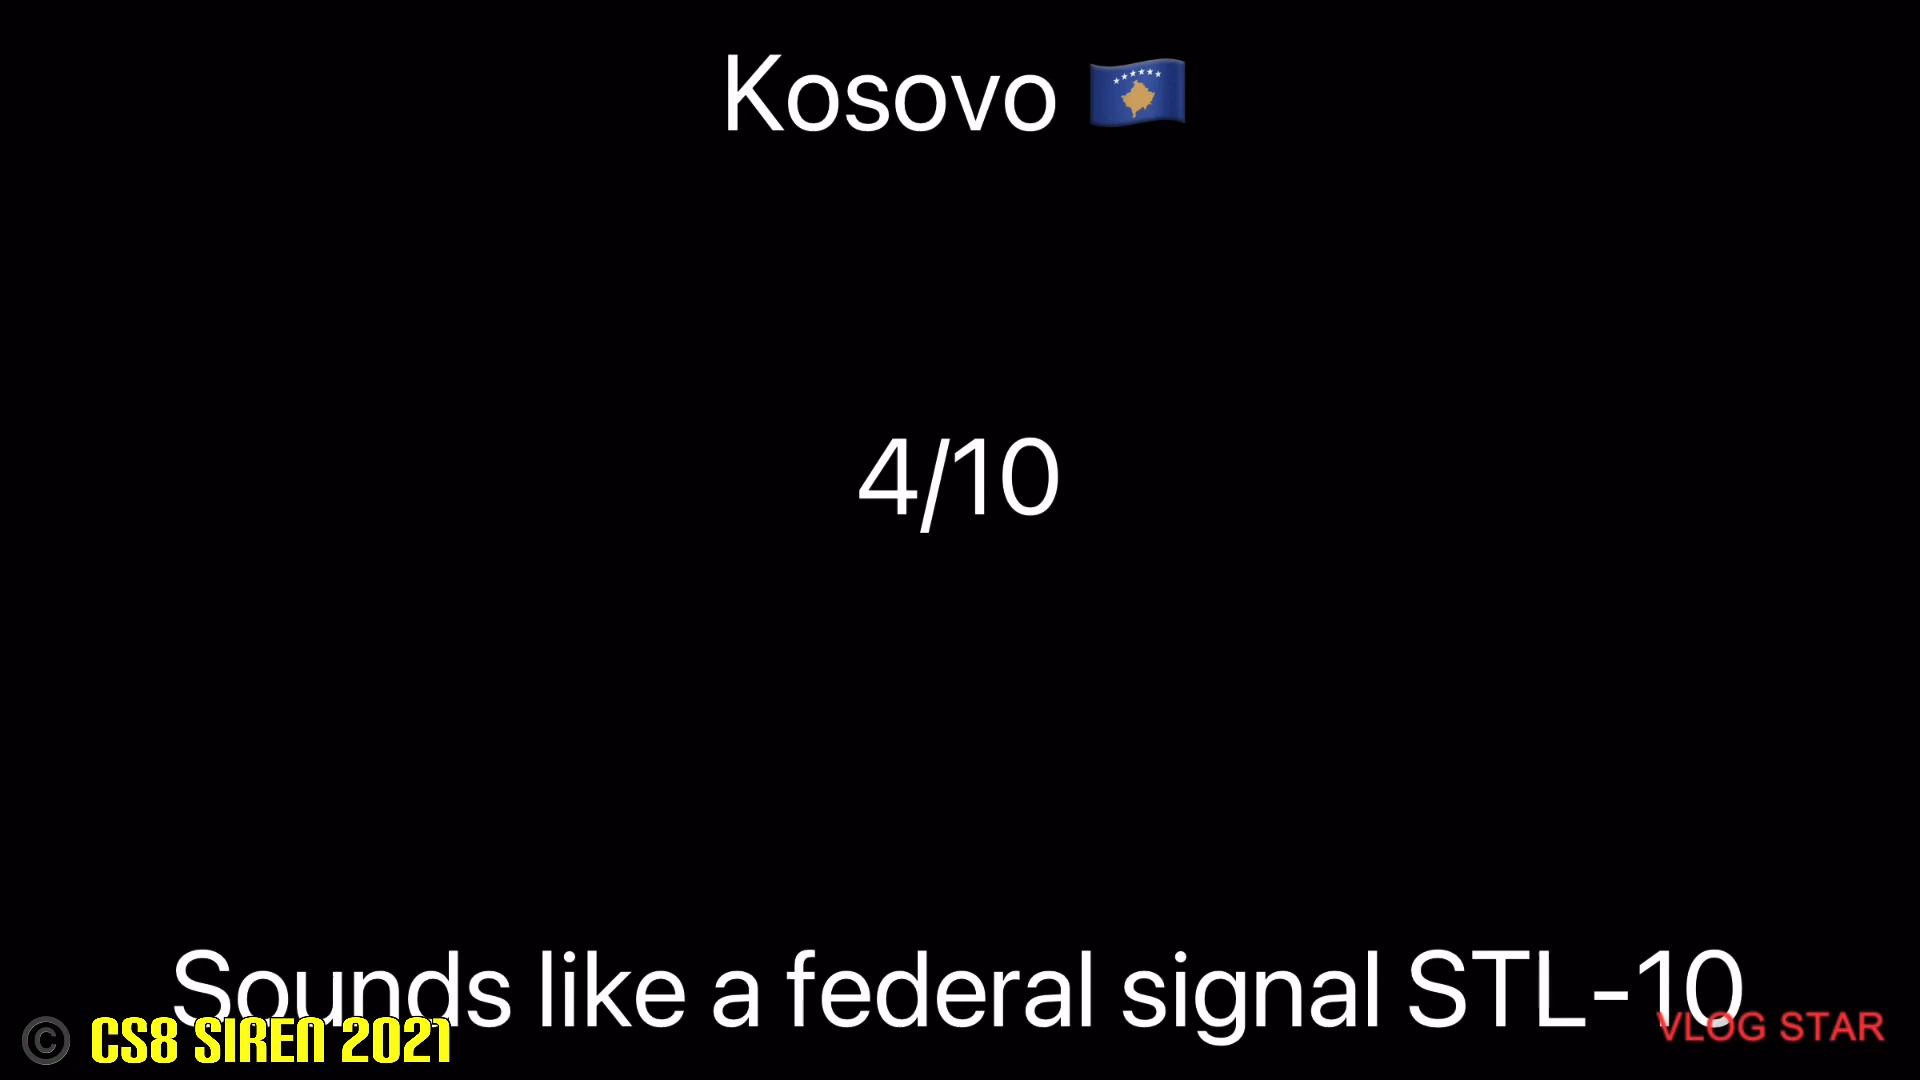 Kosovo 🇽🇰
4/10
Sounds like a federal signal STL-10
© CS8 SIREN 2021
VLOG STAR